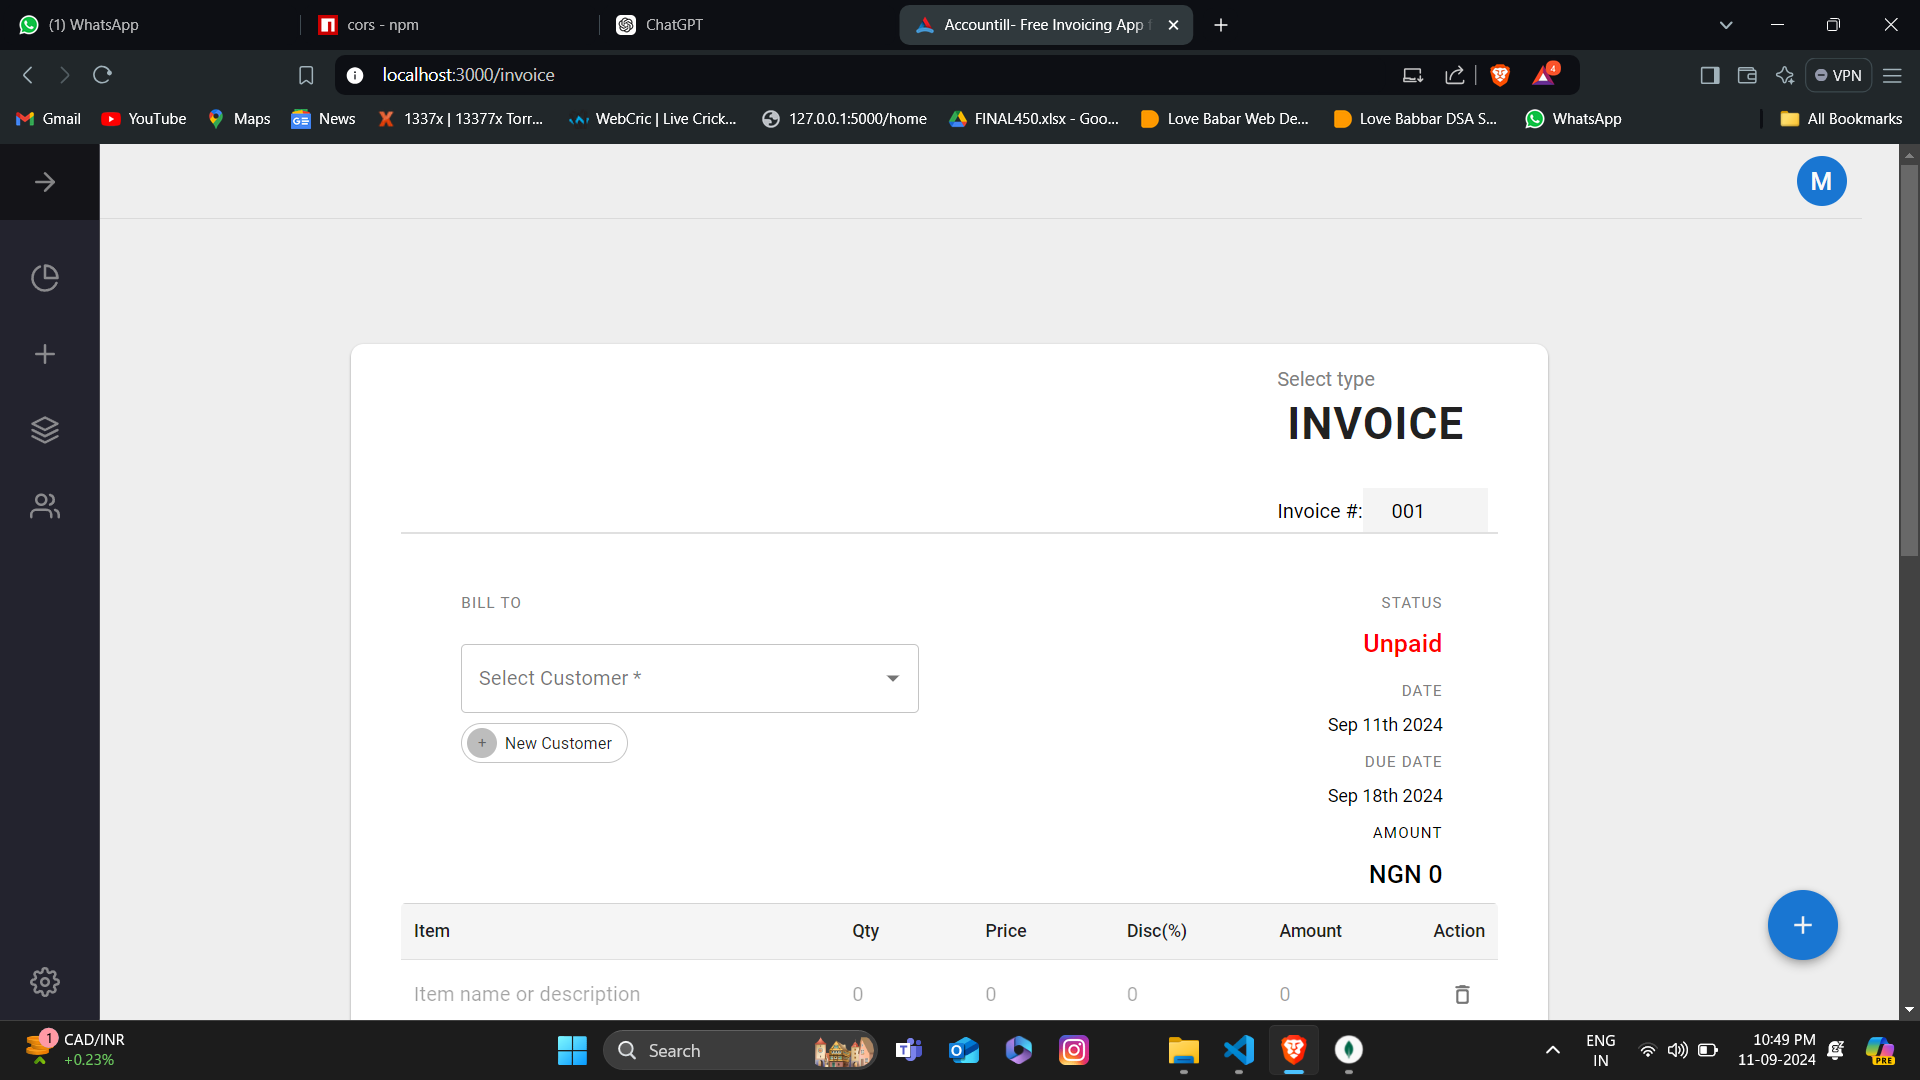 (1) WhatsApp
cors - npm
ChatGPT
Accountill- Free Invoicing App f
localhost:3000/invoice
4
VPN
Gmail
YouTube
Maps
News
1337x | 13377x Torr...
WebCric | Live Crick...
127.0.0.1:5000/home
FINAL450.xlsx - Goo...
Love Babar Web De...
Love Babbar DSA S...
WhatsApp
All Bookmarks
M
Select type
INVOICE
Invoice #: 001
BILL TO
STATUS
Unpaid
Select Customer *
DATE
Sep 11th 2024
+ New Customer
DUE DATE
Sep 18th 2024
AMOUNT
NGN 0
Item Qty Price Disc(%) Amount Action
Item name or description 0 0 0 0
1
CAD/INR
+0.23%
Search
ENG
IN
10:49 PM
11-09-2024
PRE